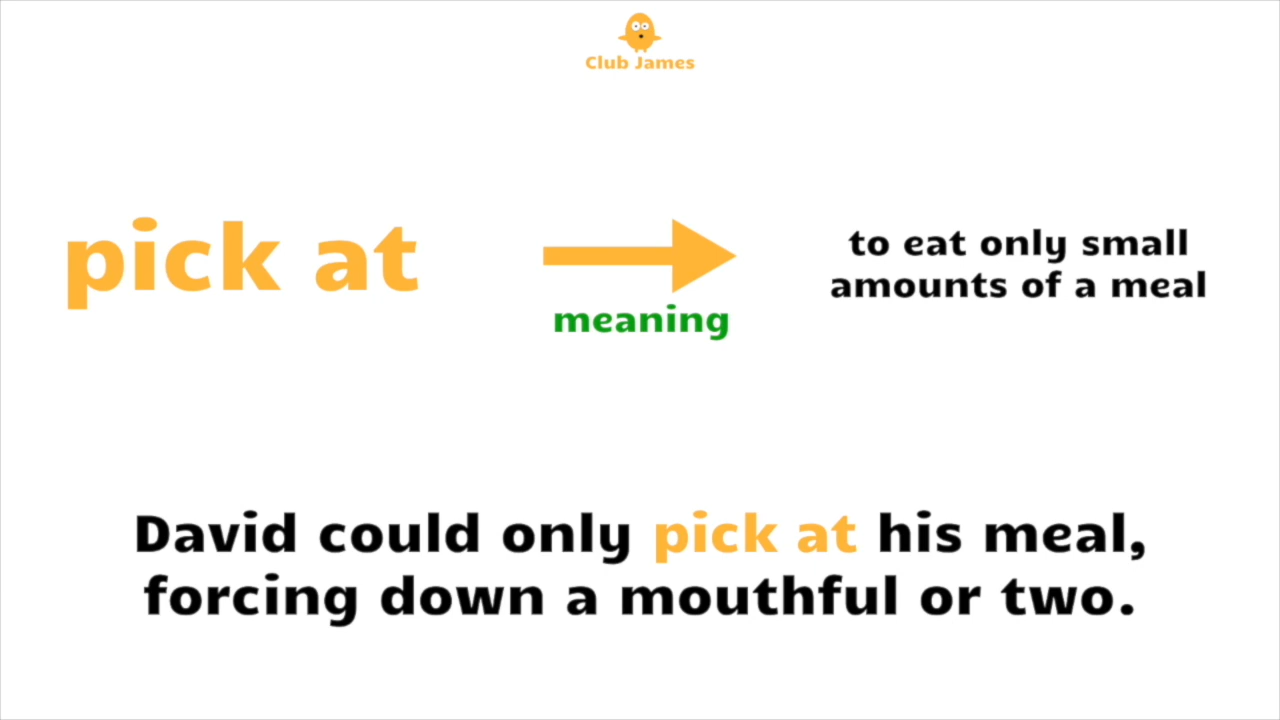 Club James
pick at
meaning
to eat only small
amounts of a meal
David could only pick at his meal,
forcing down a mouthful or two.